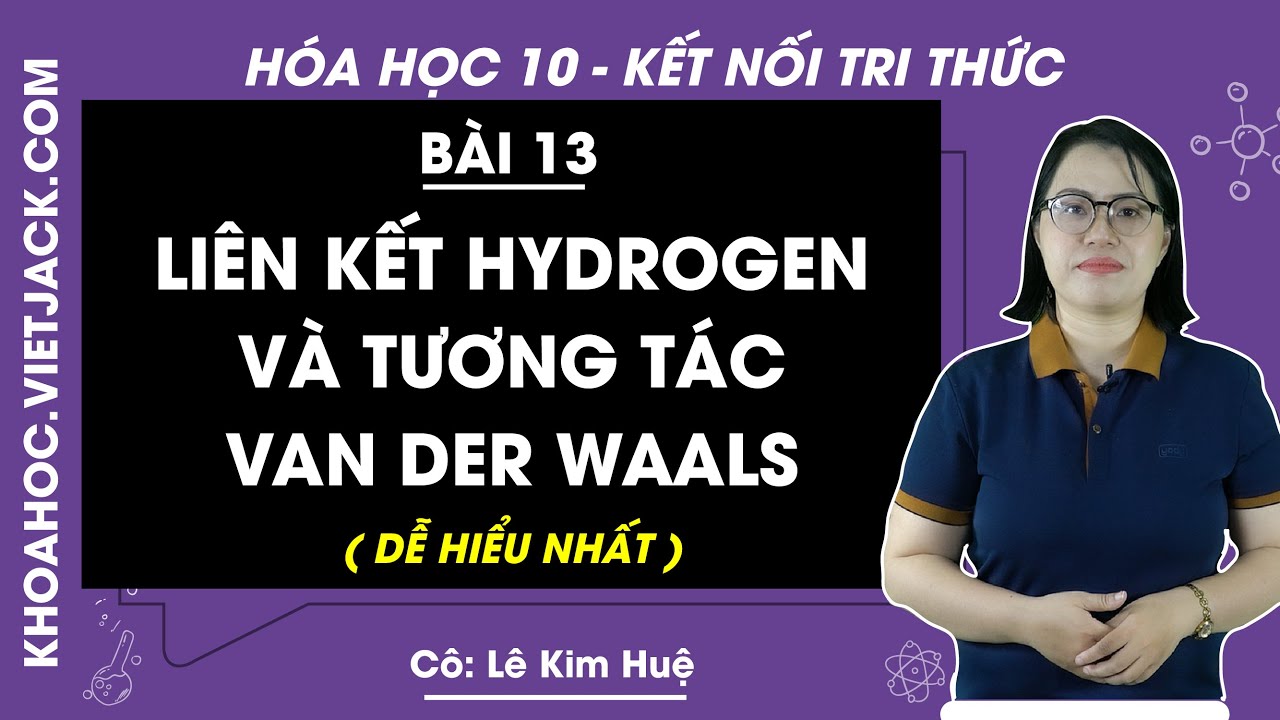 HÓA HỌC 10 - KẾT NỐI TRI THỨC
KHOAHOC.VIETJACK.COM
BÀI 13
LIÊN KẾT HYDROGEN
VÀ TƯƠNG TÁC
VAN DER WAALS
( DỄ HIỂU NHẤT )
Cô: Lê Kim Huệ